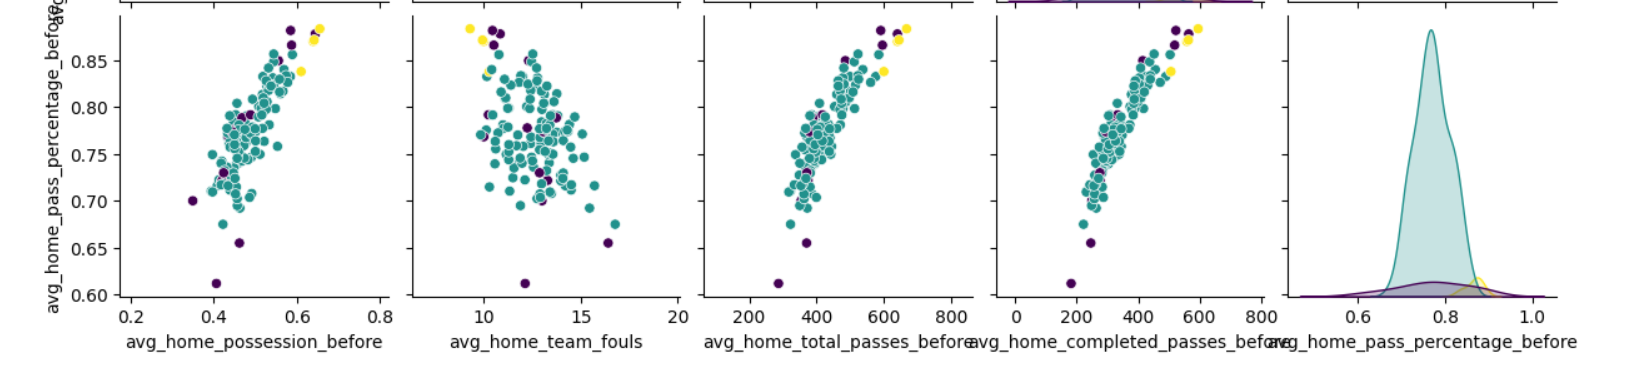 avg_home_pass_percentage_before
0.85
0.80
0.75
0.70
0.65
0.60
0.2 0.4 0.6 0.8 10 15 20 200 400 600 800 0 200 400 600 800 0.6 0.8 1.0
avg_home_possession_before avg_home_team_fouls avg_home_total_passes_before avg_home_completed_passes_before avg_home_pass_percentage_before